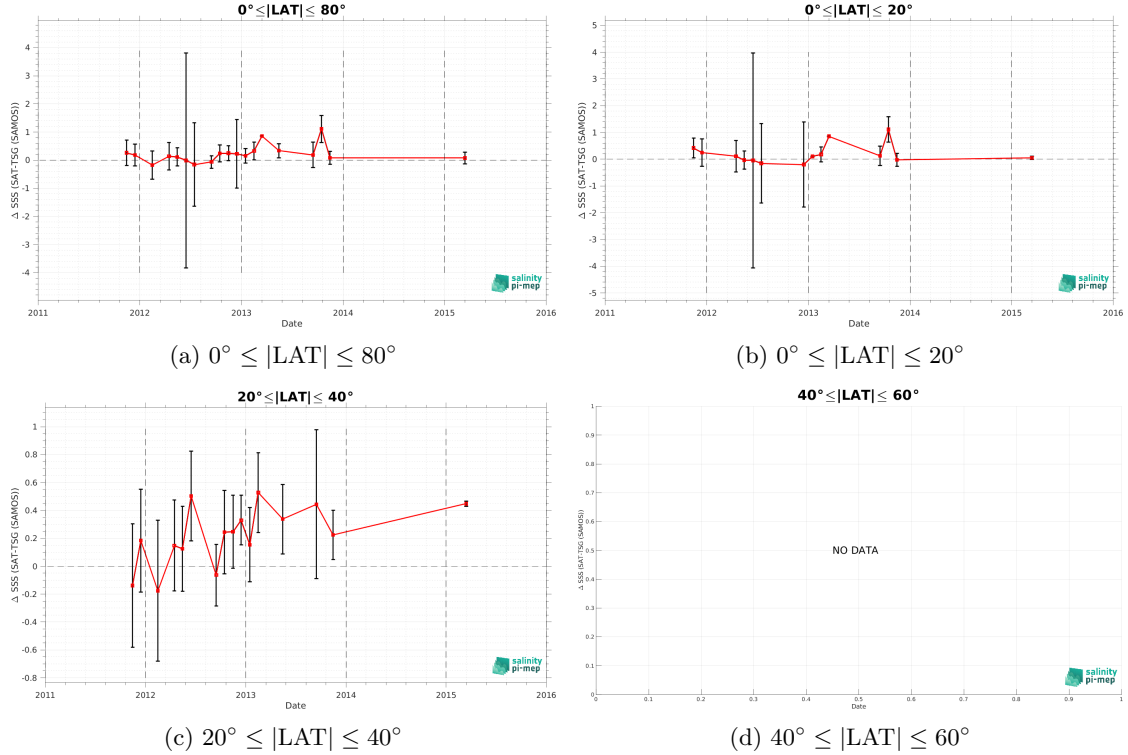 0°≤|LAT|≤ 80°
Δ SSS (SAT-TSG (SAMOS))
4
3
2
1
0
-1
-2
-3
-4
2011 2012 2013 2014 2015 2016
Date
salinity
pi-mep
(a) 0° ≤ |LAT| ≤ 80°
0°≤|LAT|≤ 20°
Δ SSS (SAT-TSG (SAMOS))
5
4
3
2
1
0
-1
-2
-3
-4
-5
2011 2012 2013 2014 2015 2016
Date
salinity
pi-mep
(b) 0° ≤ |LAT| ≤ 20°
20°≤|LAT|≤ 40°
Δ SSS (SAT-TSG (SAMOS))
1
0.8
0.6
0.4
0.2
0
-0.2
-0.4
-0.6
-0.8
2011 2012 2013 2014 2015 2016
Date
salinity
pi-mep
(c) 20° ≤ |LAT| ≤ 40°
40°≤|LAT|≤ 60°
Δ SSS (SAT-TSG (SAMOS))
1
0.9
0.8
0.7
0.6
0.5
0.4
0.3
0.2
0.1
0
NO DATA
0 0.1 0.2 0.3 0.4 0.5 0.6 0.7 0.8 0.9 1
Date
salinity
pi-mep
(d) 40° ≤ |LAT| ≤ 60°